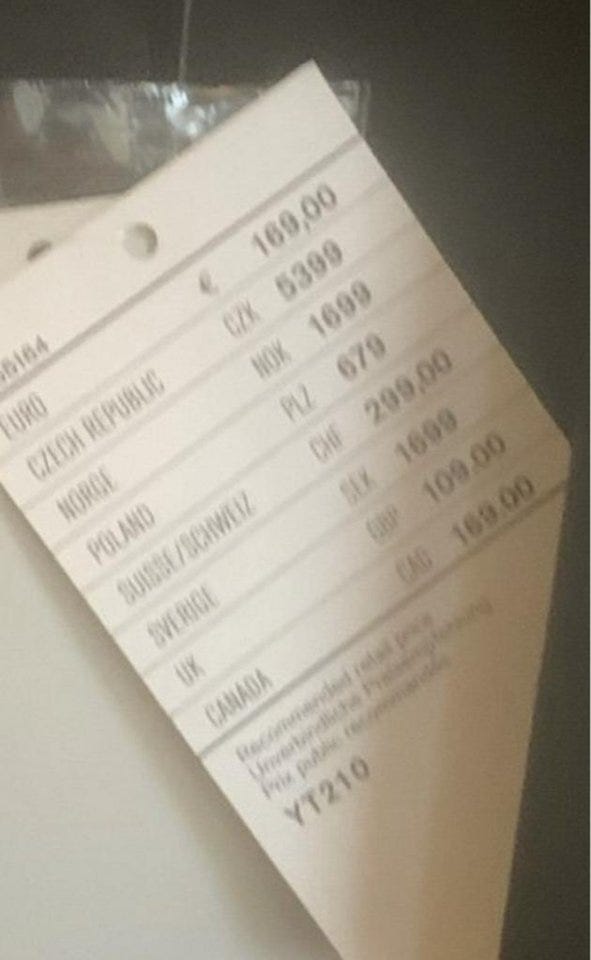 EURO € 169,00
CZECH REPUBLIC CZK 5399
NORGE NOK 1699
POLAND PLZ 679
SUISSE/SCHWEIZ CHF 299,00
SVERIGE SEK 1699
UK GBP 109.00
CANADA CAD 169.00
Recommended retail price
Unverbindliche Preisempfehlung
Prix public recommandé
YT210